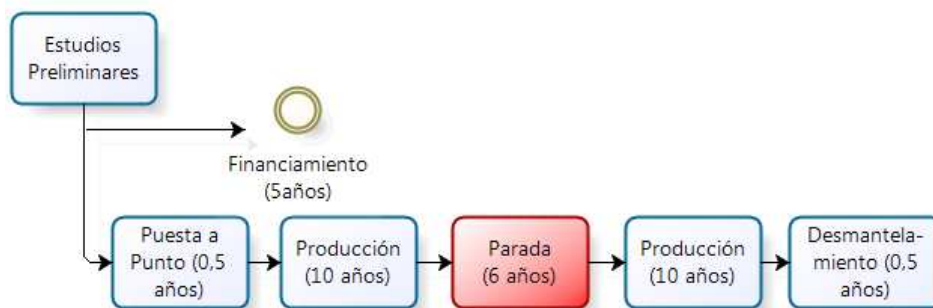 Estudios
Preliminares
Financiamiento
(5años)
Puesta a
Punto (0,5
años)
Producción
(10 años)
Parada
(6 años)
Producción
(10 años)
Desmantela-
miento (0,5
años)